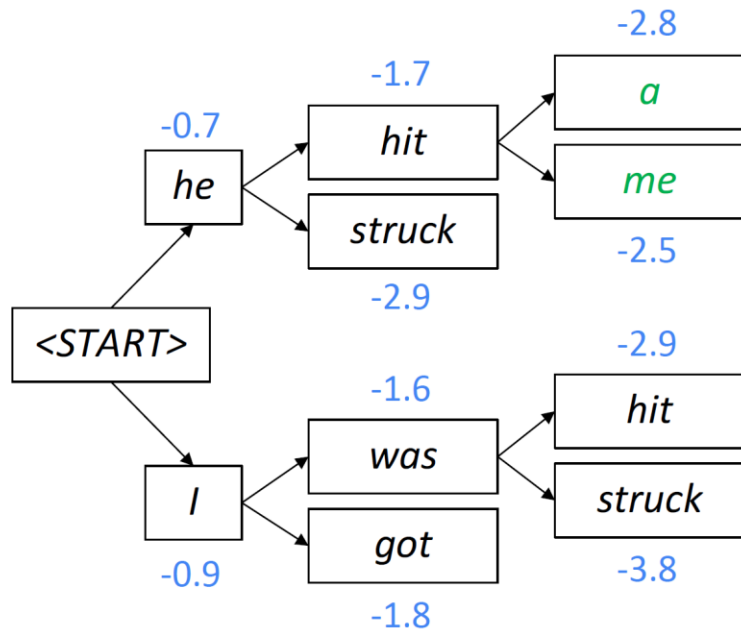 -2.8
a
-1.7
-0.7
hit
he
me
struck
-2.5
-2.9
<START>
-2.9
-1.6
hit
was
I
struck
got
-0.9
-3.8
-1.8